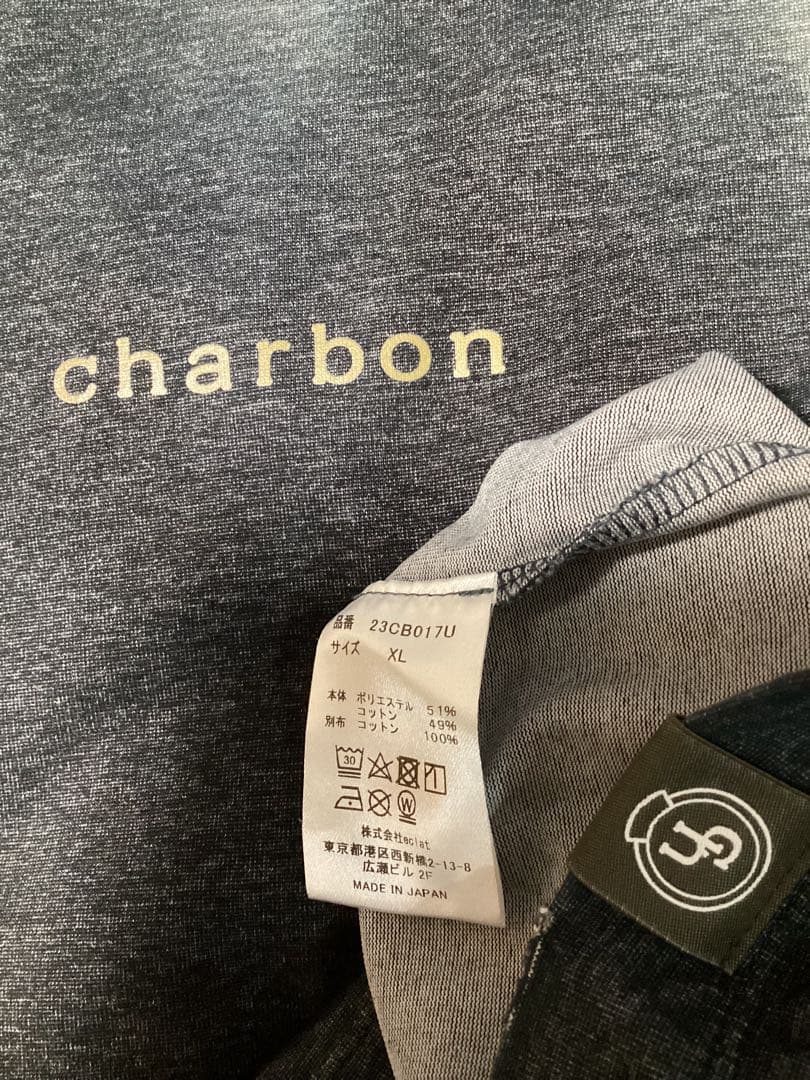 charbon
品番 23CB017U
サイズ XL
本体 ポリエステル 51%
コットン 49%
別布 コットン 100%
30
W
株式会社eclat
東京都港区西新橋2-13-8
広瀬ビル 2F
MADE IN JAPAN